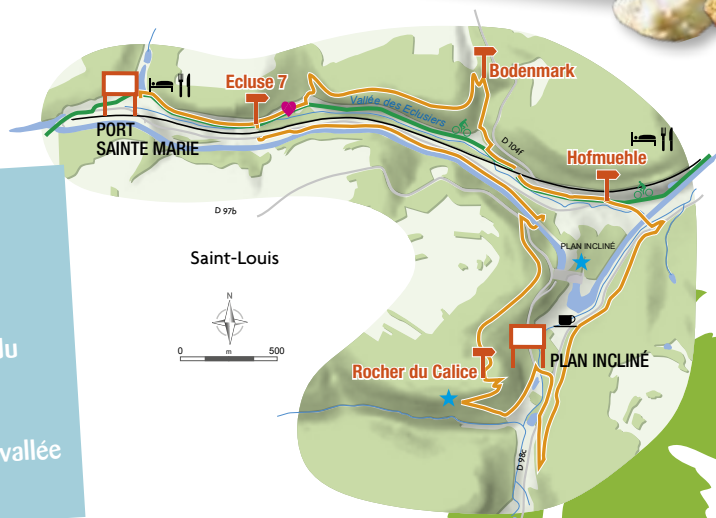 Bodenmark
Ecluse 7
Vallée des Eclusiers
PORT
SAINTE MARIE
D 104f
Hofmuehle
D 97b
PLAN INCLINÉ
Saint-Louis
N
0 m 500
PLAN INCLINÉ
Rocher du Calice
D 98c
du
vallée